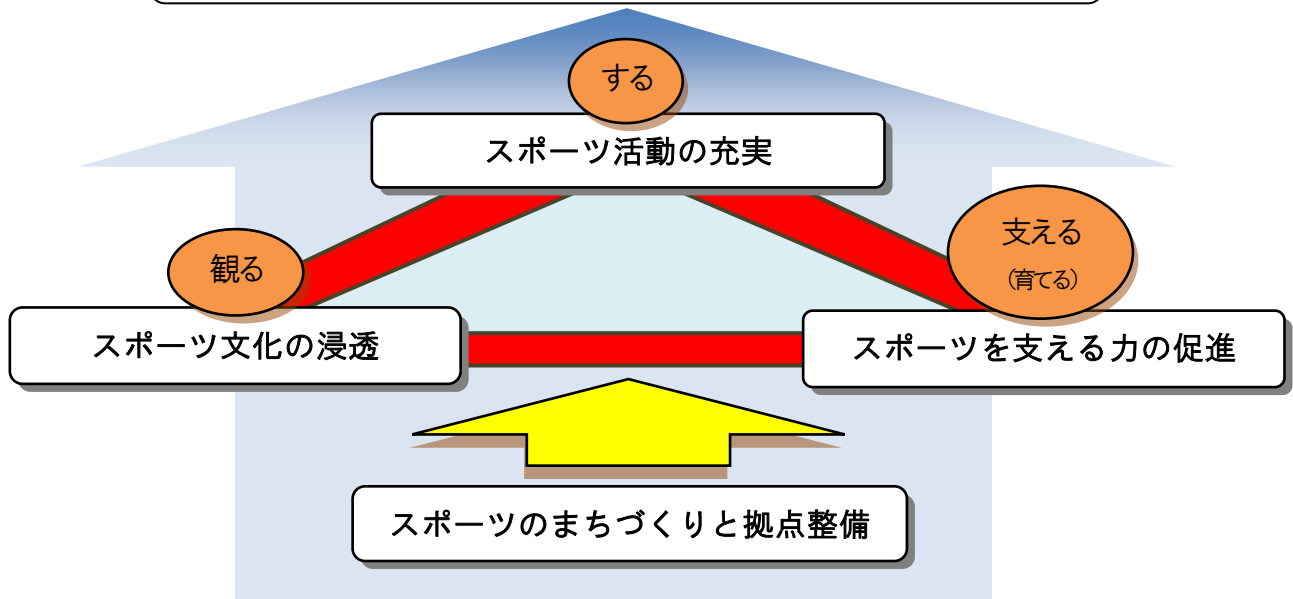 する
スポーツ活動の充実
観る
スポーツ文化の浸透
支える
(育てる)
スポーツを支える力の促進
スポーツのまちづくりと拠点整備